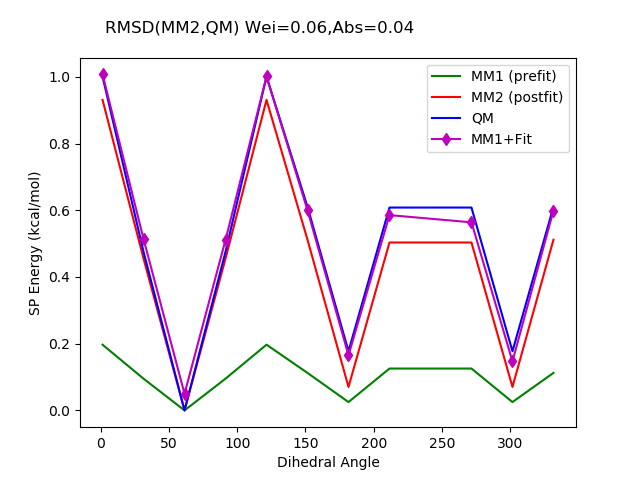 RMSD(MM2,QM) Wei=0.06,Abs=0.04
MM1 (prefit)
MM2 (postfit)
QM
MM1+Fit
SP Energy (kcal/mol)
1.0
0.8
0.6
0.4
0.2
0.0
0 50 100 150 200 250 300
Dihedral Angle